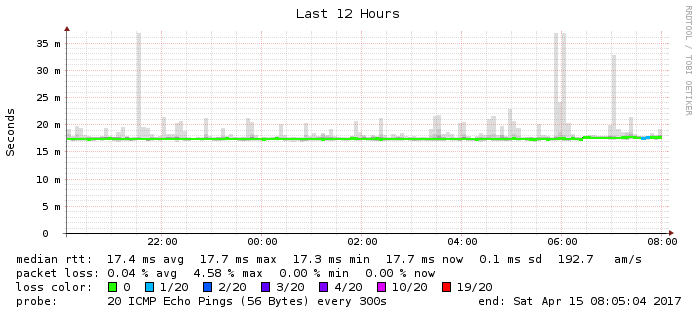 Last 12 Hours
RRDTOOL / TOBI OETIKER
Seconds
35 m
30 m
25 m
20 m
15 m
10 m
5 m
0
22:00 00:00 02:00 04:00 06:00 08:00
median rtt: 17.4 ms avg 17.7 ms max 17.3 ms min 17.7 ms now 0.1 ms sd 192.7 am/s
packet loss: 0.04 % avg 4.58 % max 0.00 % min 0.00 % now
loss color: 0 1/20 2/20 3/20 4/20 10/20 19/20
probe: 20 ICMP Echo Pings (56 Bytes) every 300s end: Sat Apr 15 08:05:04 2017